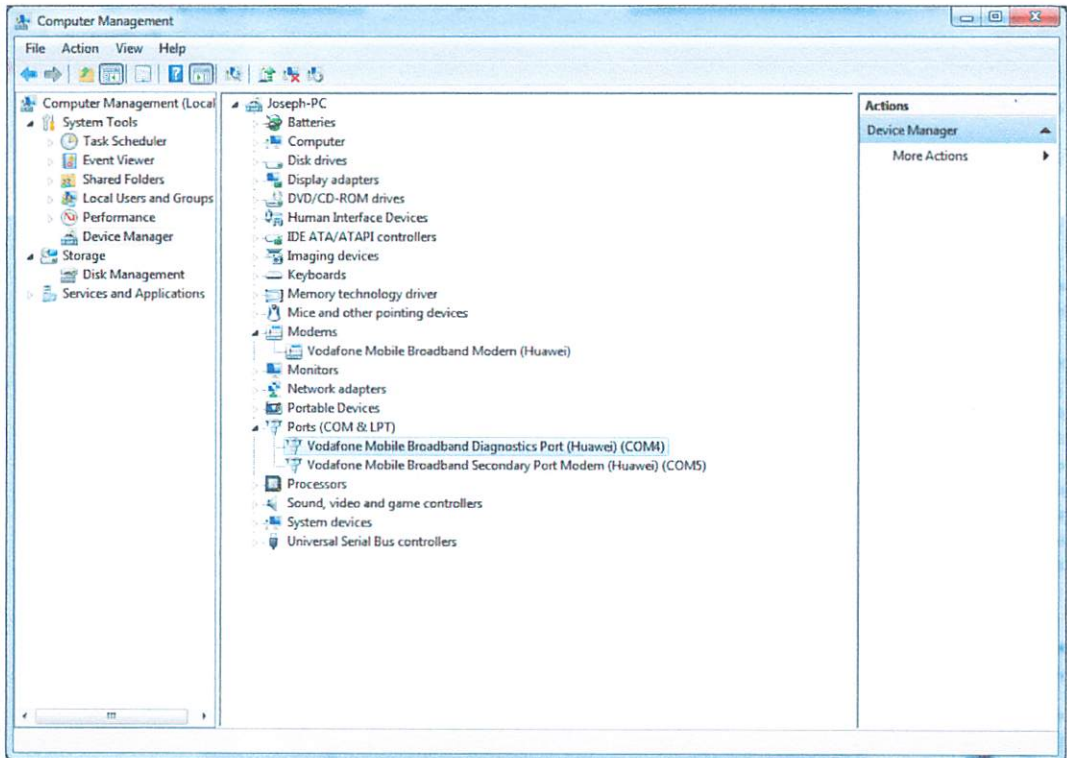 Computer Management
File Action View Help
Computer Management (Local
System Tools
Task Scheduler
Event Viewer
Shared Folders
Local Users and Groups
Performance
Device Manager
Storage
Disk Management
Services and Applications
Joseph-PC
Batteries
Computer
Disk drives
Display adapters
DVD/CD-ROM drives
Human Interface Devices
IDE ATA/ATAPI controllers
Imaging devices
Keyboards
Memory technology driver
Mice and other pointing devices
Modems
Vodafone Mobile Broadband Modem (Huawei)
Monitors
Network adapters
Portable Devices
Ports (COM & LPT)
Vodafone Mobile Broadband Diagnostics Port (Huawei) (COM4)
Vodafone Mobile Broadband Secondary Port Modem (Huawei) (COM5)
Processors
Sound, video and game controllers
System devices
Universal Serial Bus controllers
Actions
Device Manager
More Actions